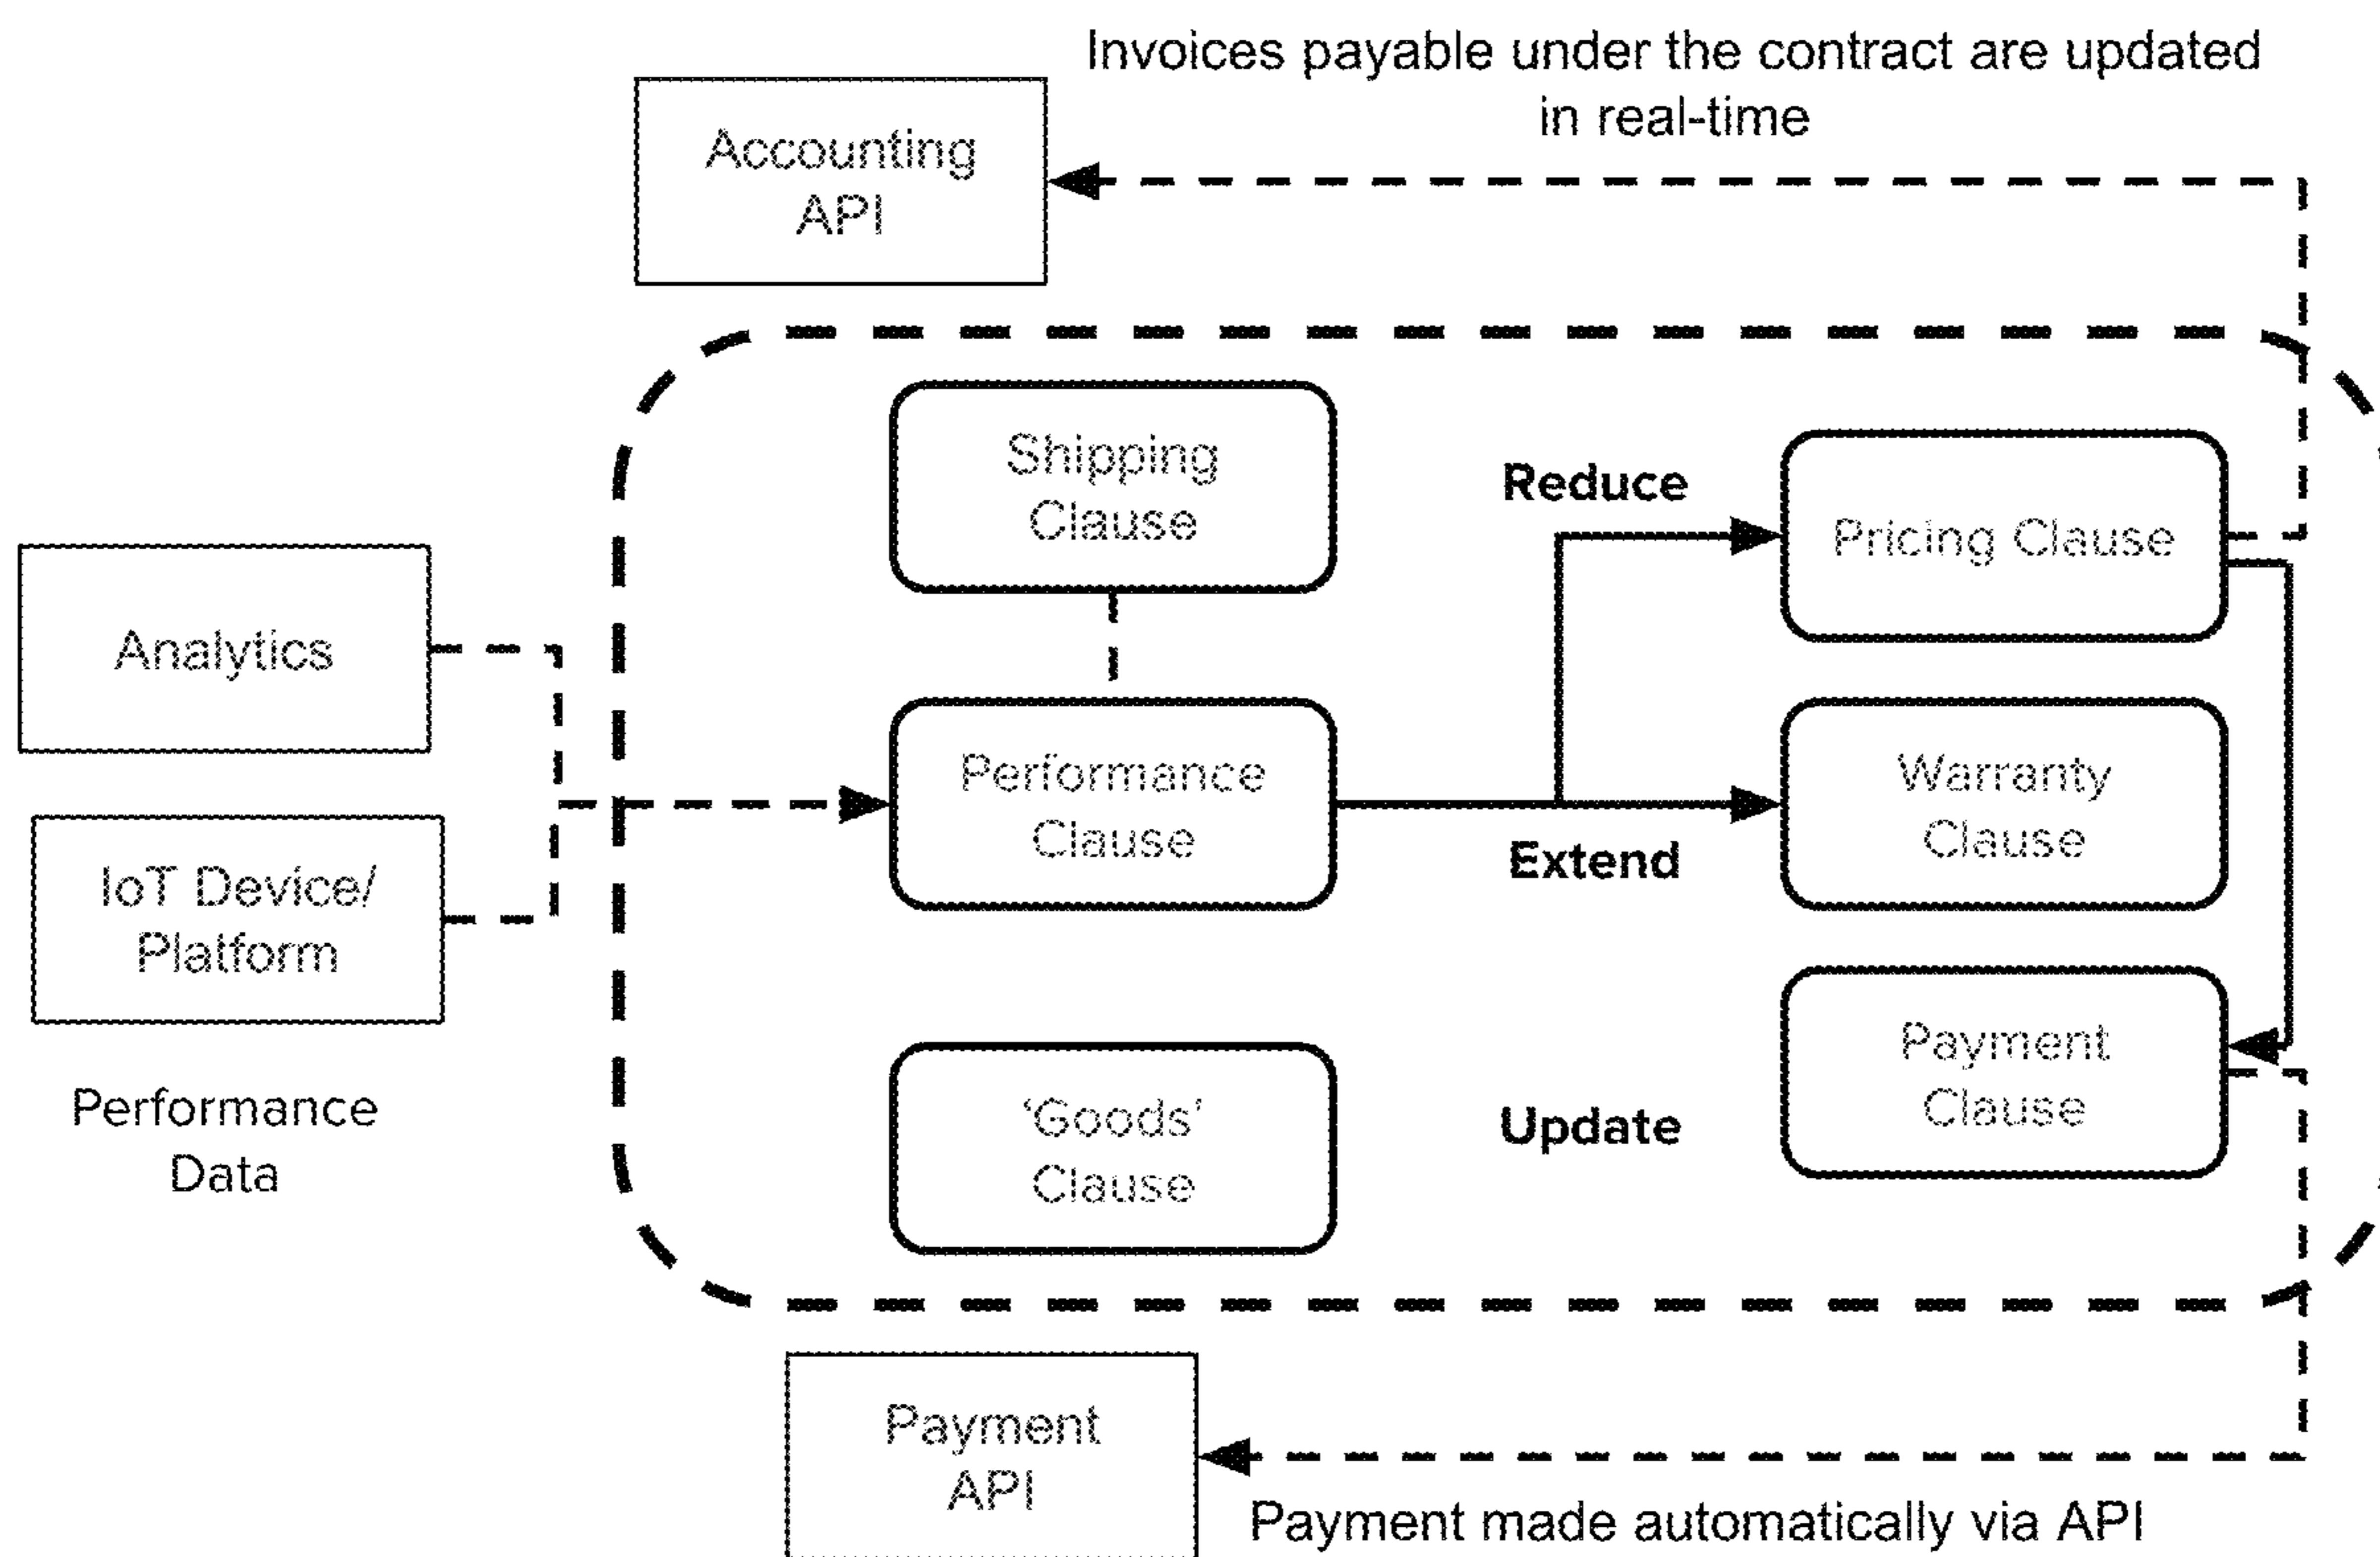 Invoices payable under the contract are updated
in real-time
Accounting
API
Shipping
Clause
Reduce
Pricing Clause
Analytics
Performance
Clause
Warranty
Clause
Extend
IoT Device/
Platform
Performance
Data
'Goods'
Clause
Update
Payment
Clause
Payment
API
Payment made automatically via API